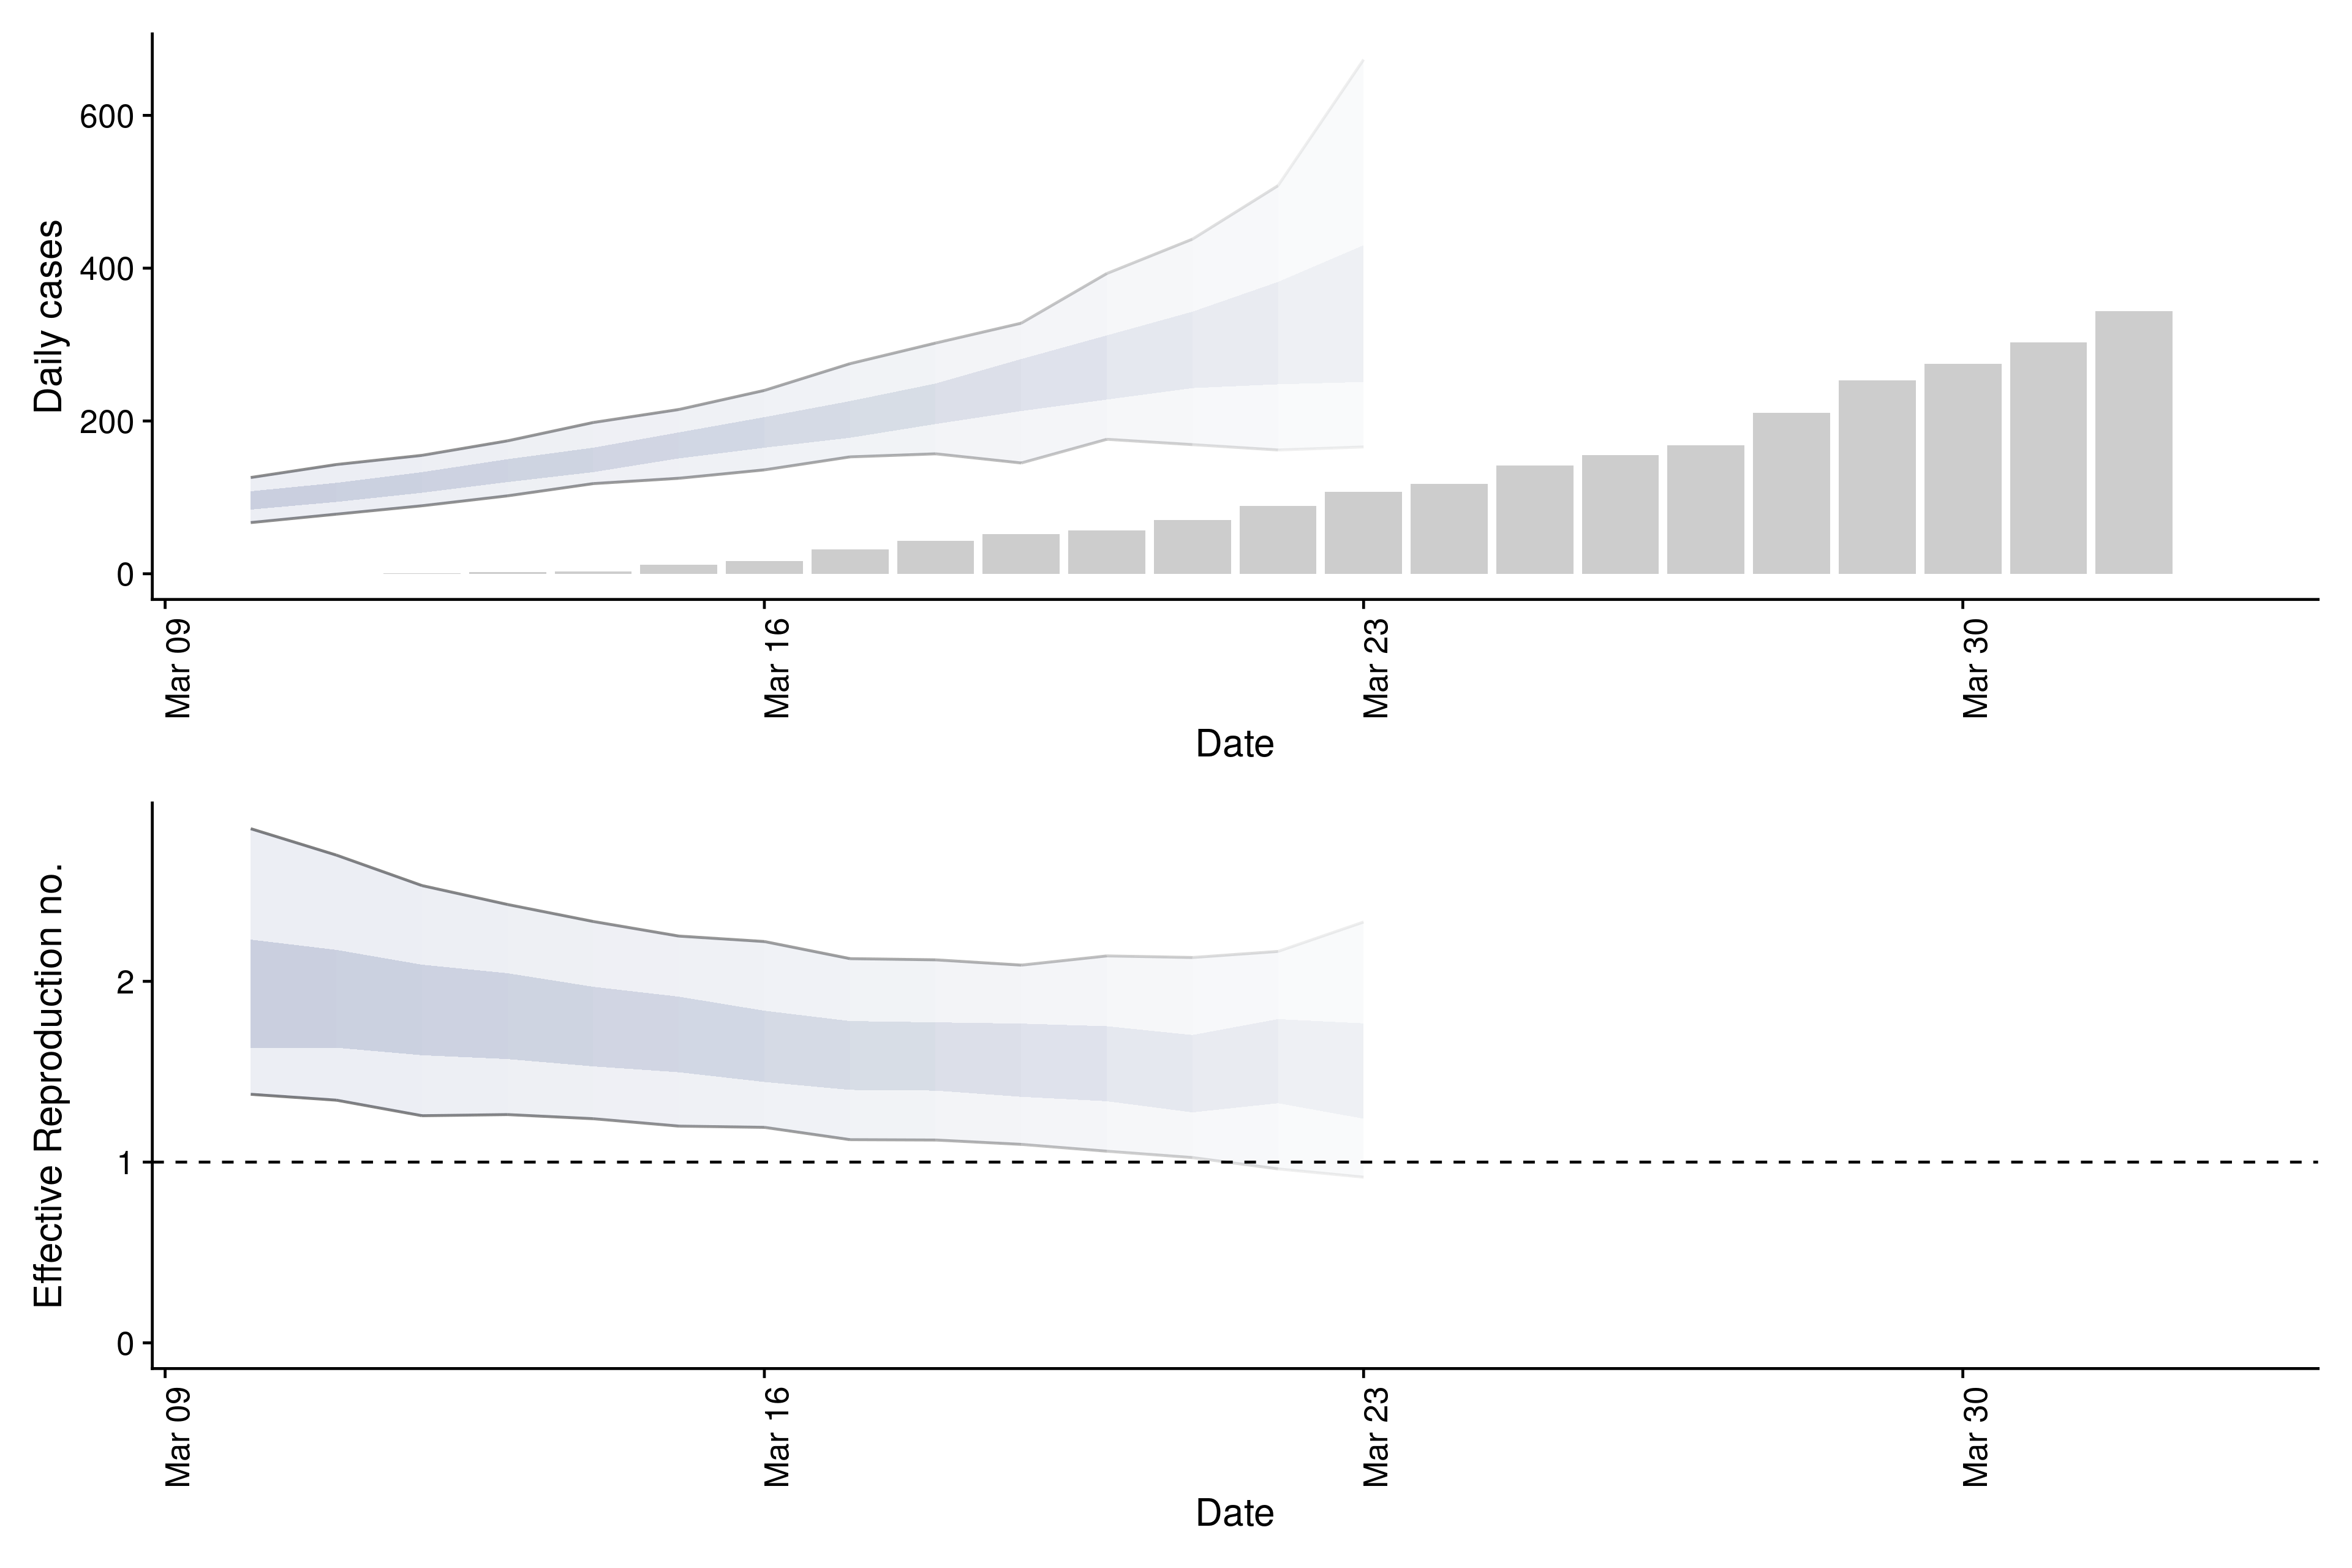 Daily cases
600
400
200
0
Mar 09
Mar 16
Mar 23
Mar 30
Date
Effective Reproduction no.
2
1
0
Mar 09
Mar 16
Mar 23
Mar 30
Date